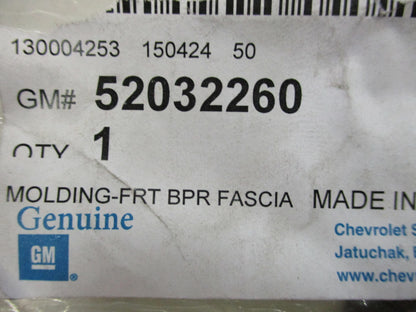 130004253 150424 50
GM# 52032260
QTY 1
MOLDING-FRT BPR FASCIA MADE IN
Genuine
Chevrolet S
GM
Jatuchak,
www.chev